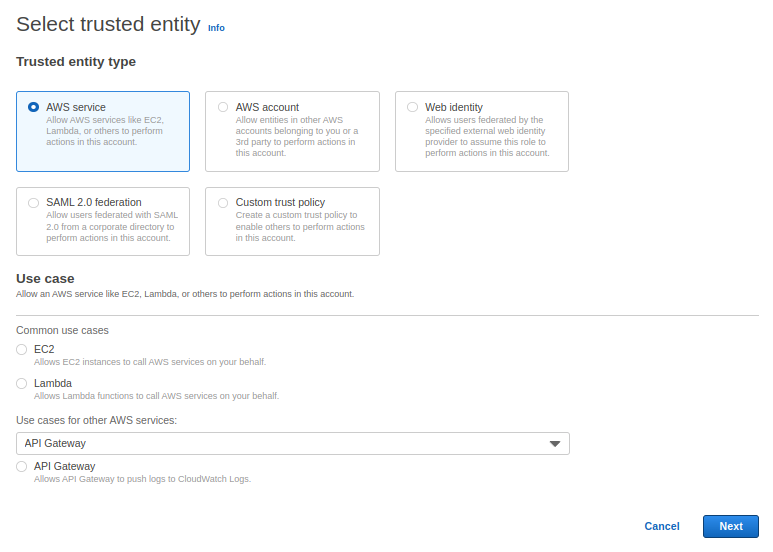 Select trusted entity Info
Trusted entity type
AWS service
Allow AWS services like EC2,
Lambda, or others to perform
actions in this account.
AWS account
Allow entities in other AWS
accounts belonging to you or a
3rd party to perform actions in
this account.
Web identity
Allows users federated by the
specified external web identity
provider to assume this role to
perform actions in this account.
SAML 2.0 federation
Allow users federated with SAML
2.0 from a corporate directory to
perform actions in this account.
Custom trust policy
Create a custom trust policy to
enable others to perform actions
in this account.
Use case
Allow an AWS service like EC2, Lambda, or others to perform actions in this account.
Common use cases
EC2
Allows EC2 instances to call AWS services on your behalf.
Lambda
Allows Lambda functions to call AWS services on your behalf.
Use cases for other AWS services:
API Gateway
API Gateway
Allows API Gateway to push logs to CloudWatch Logs.
Cancel Next